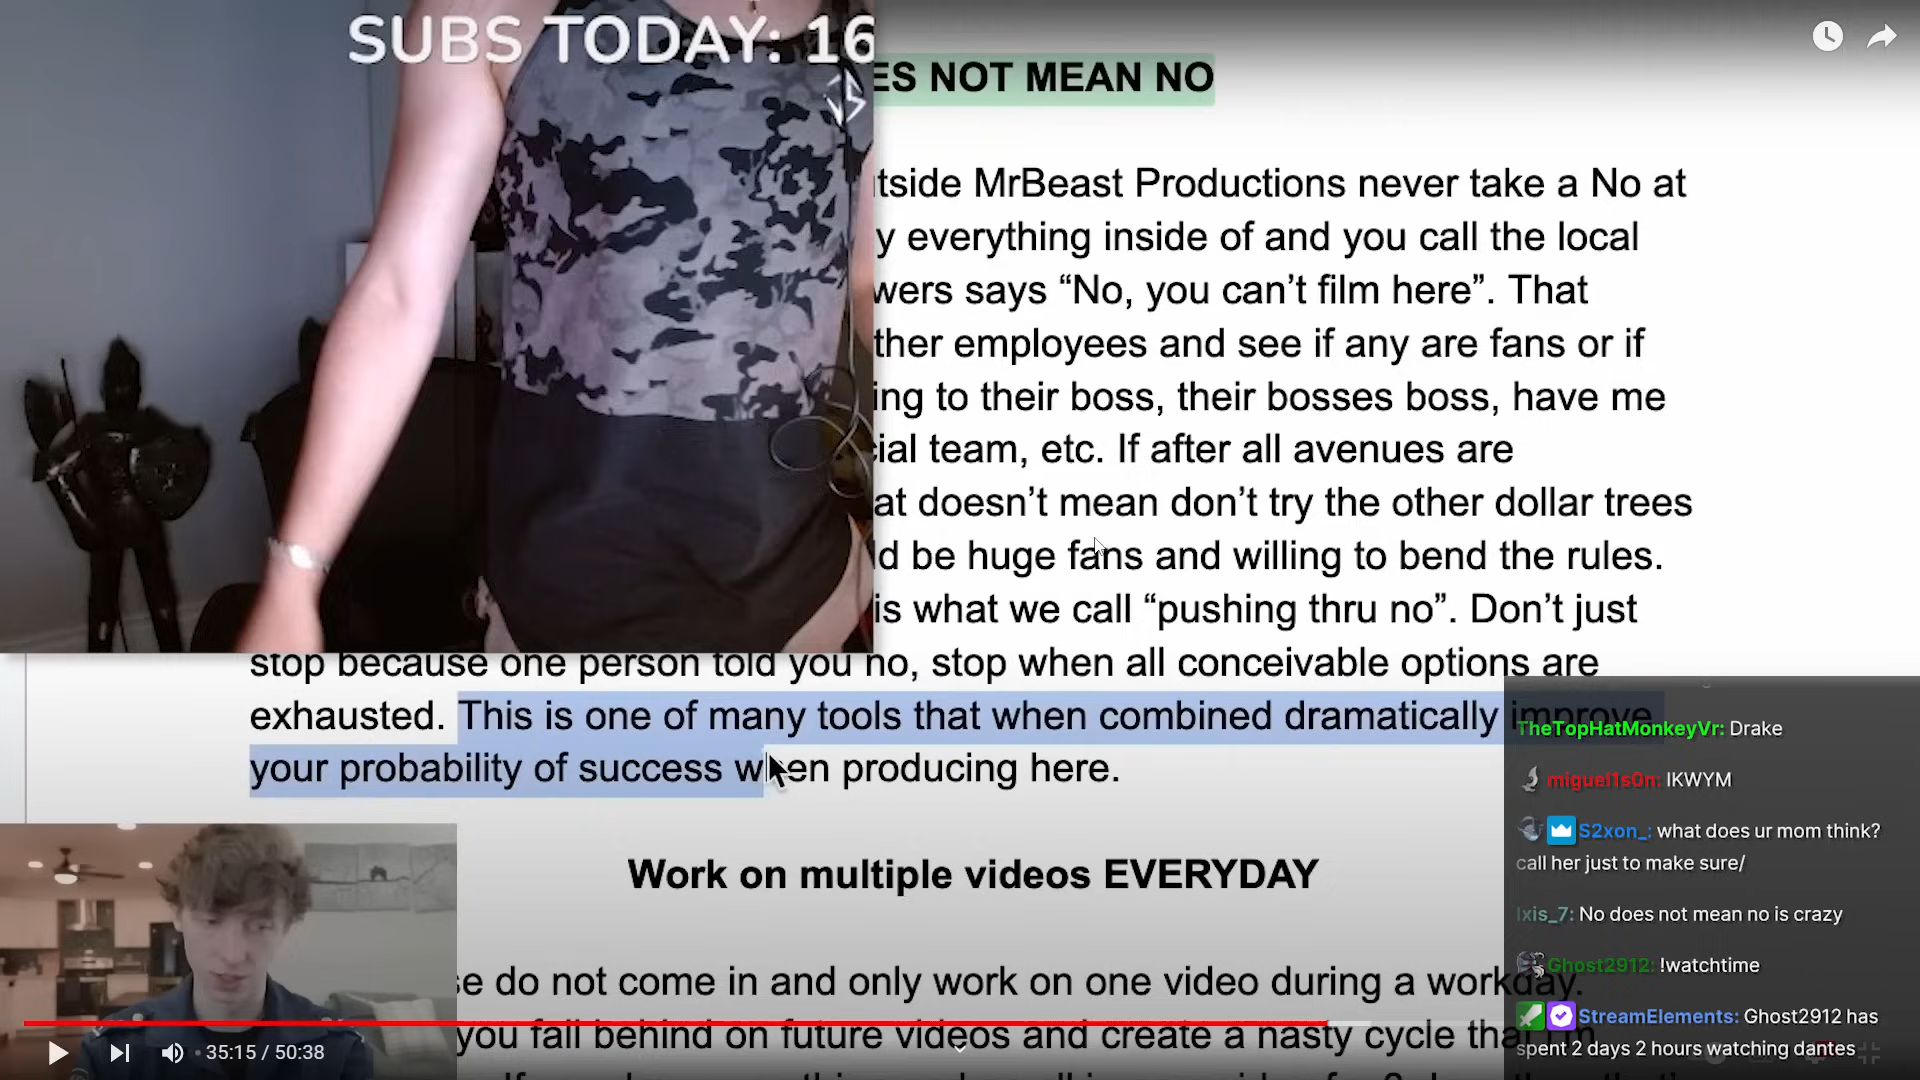 SUBS TODAY: 16
ES NOT MEAN NO
tside MrBeast Productions never take a No at
y everything inside of and you call the local
wers says “No, you can’t film here”. That
ther employees and see if any are fans or if
ing to their boss, their bosses boss, have me
cial team, etc. If after all avenues are
at doesn’t mean don’t try the other dollar trees
ld be huge fans and willing to bend the rules.
is what we call “pushing thru no”. Don’t just
stop because one person told you no, stop when all conceivable options are
exhausted. This is one of many tools that when combined dramatically improve
your probability of success when producing here.
Work on multiple videos EVERYDAY
se do not come in and only work on one video during a workday.
you fall behind on future videos and create a nasty cycle that
35:15 / 50:38
TheTopHatMonkeyVr: Drake
miguel1s0n: IKWYM
S2xon_: what does ur mom think?
call her just to make sure/
lxis_7: No does not mean no is crazy
Ghost2912: !watchtime
StreamElements: Ghost2912 has
spent 2 days 2 hours watching dantes